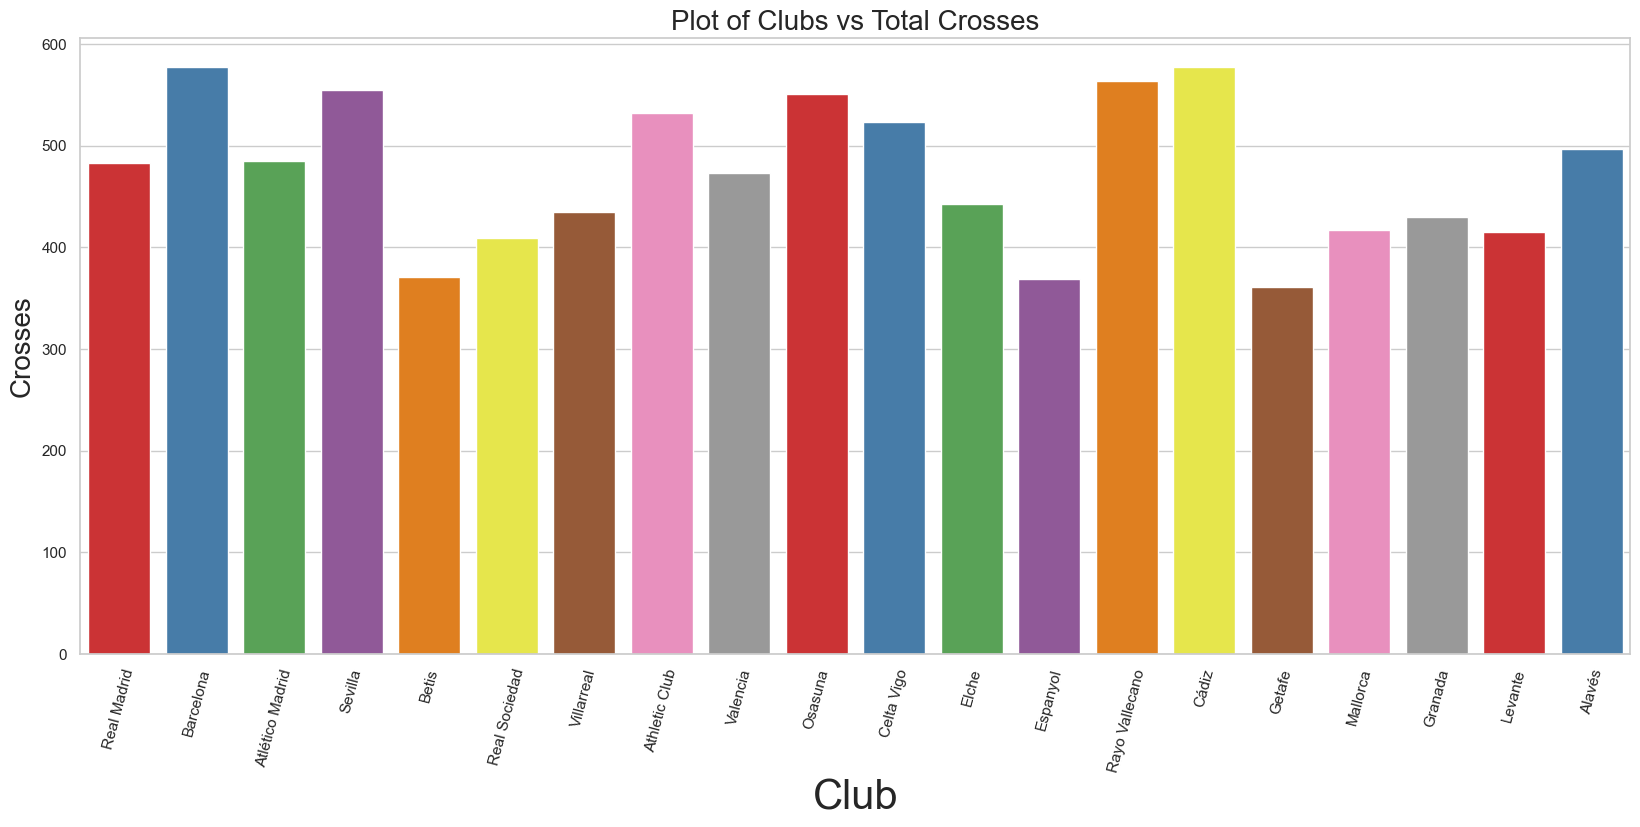 Plot of Clubs vs Total Crosses
600
500
400
300
200
100
0
Crosses
Real Madrid
Barcelona
Atlético Madrid
Sevilla
Betis
Real Sociedad
Villarreal
Athletic Club
Valencia
Osasuna
Celta Vigo
Elche
Espanyol
Rayo Vallecano
Cádiz
Getafe
Mallorca
Granada
Levante
Alavés
Club